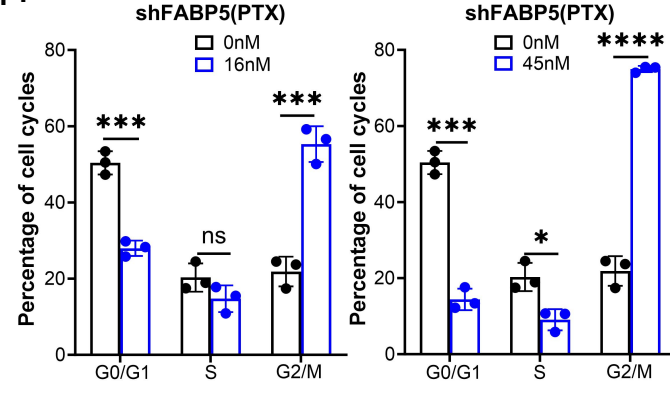 shFABP5(PTX)
0nM
16nM
Percentage of cell cycles
80
60
40
20
0
***
ns
***
G0/G1 S G2/M
shFABP5(PTX)
0nM
45nM
Percentage of cell cycles
80
60
40
20
0
***
*
****
G0/G1 S G2/M